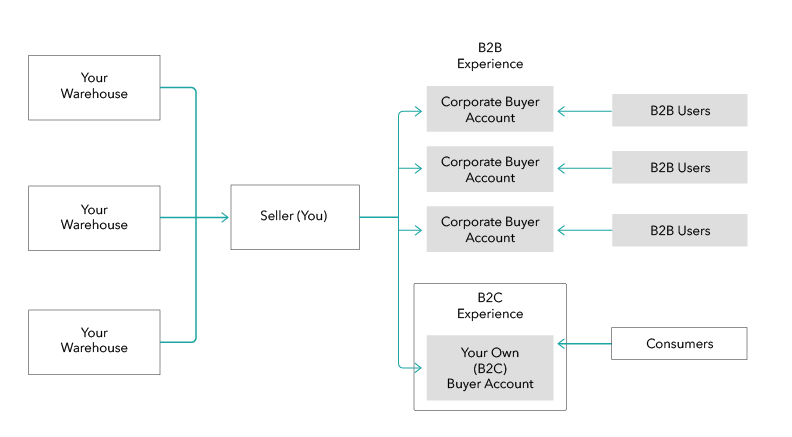 Your
Warehouse
Your
Warehouse
Your
Warehouse
Seller (You)
B2B
Experience
Corporate Buyer
Account
Corporate Buyer
Account
Corporate Buyer
Account
B2B Users
B2B Users
B2B Users
B2C
Experience
Your Own
(B2C)
Buyer Account
Consumers